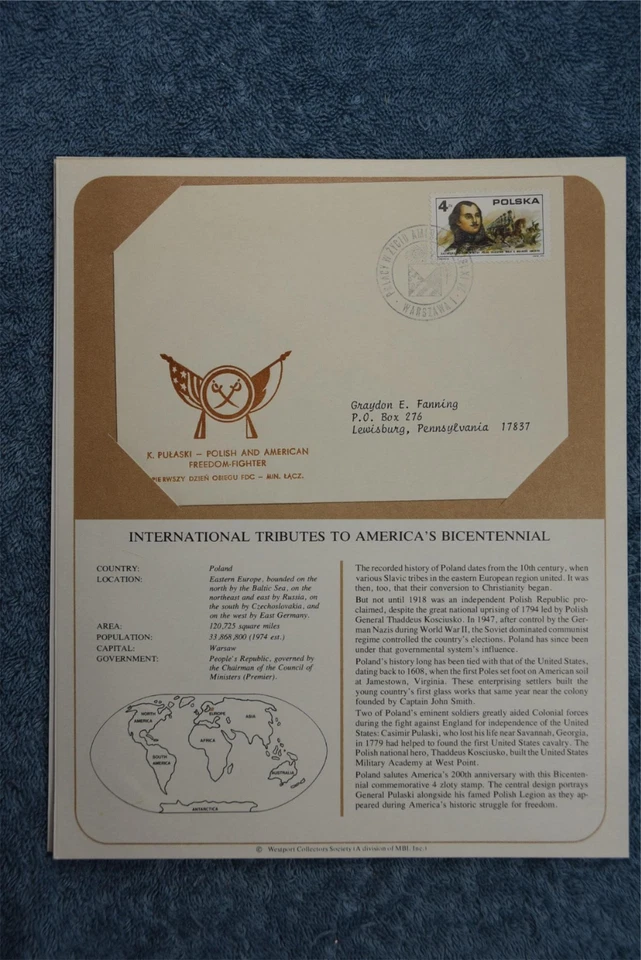 4 ZŁ POLSKA
POLACY W ŻYCIU
WARSZAWA 1
Graydon E. Fanning
P.O. Box 276
Lewisburg, Pennsylvania 17837
K. PUŁASKI – POLISH AND AMERICAN
FREEDOM-FIGHTER
PIERWSZY DZIEŃ OBIEGU FDC – MIN. ŁĄCZ.
INTERNATIONAL TRIBUTES TO AMERICA'S BICENTENNIAL
COUNTRY: Poland
LOCATION: Eastern Europe, bounded on the
north by the Baltic Sea, on the
northeast and east by Russia, on
the south by Czechoslovakia, and
on the west by East Germany.
AREA: 120,725 square miles
POPULATION: 33,868,800 (1974 est.)
CAPITAL: Warsaw
GOVERNMENT: People's Republic, governed by
the Chairman of the Council of
Ministers (Premier).
NORTH
AMERICA
EUROPE
ASIA
AFRICA
SOUTH
AMERICA
AUSTRALIA
ANTARCTICA
The recorded history of Poland dates from the 10th century, when
various Slavic tribes in the eastern European region united. It was
then, too, that their conversion to Christianity began.
But not until 1918 was an independent Polish Republic pro-
claimed, despite the great national uprising of 1794 led by Polish
General Thaddeus Kosciusko. In 1947, after control by the Ger-
man Nazis during World War II, the Soviet dominated communist
regime controlled the country's elections. Poland has since been
under that governmental system's influence.
Poland's history long has been tied with that of the United States,
dating back to 1608, when the first Poles set foot on American soil
at Jamestown, Virginia. These enterprising settlers built the
young country's first glass works that same year near the colony
founded by Captain John Smith.
Two of Poland's eminent soldiers greatly aided Colonial forces
during the fight against England for independence of the United
States: Casimir Pulaski, who lost his life near Savannah, Georgia,
in 1779 had helped to found the first United States cavalry. The
Polish national hero, Thaddeus Kosciusko, built the United States
Military Academy at West Point.
Poland salutes America's 200th anniversary with this Bicenten-
nial commemorative 4 zloty stamp. The central design portrays
General Pulaski alongside his famed Polish Legion as they ap-
peared during America's historic struggle for freedom.
© Westport Collectors Society (A division of MBI, Inc.)